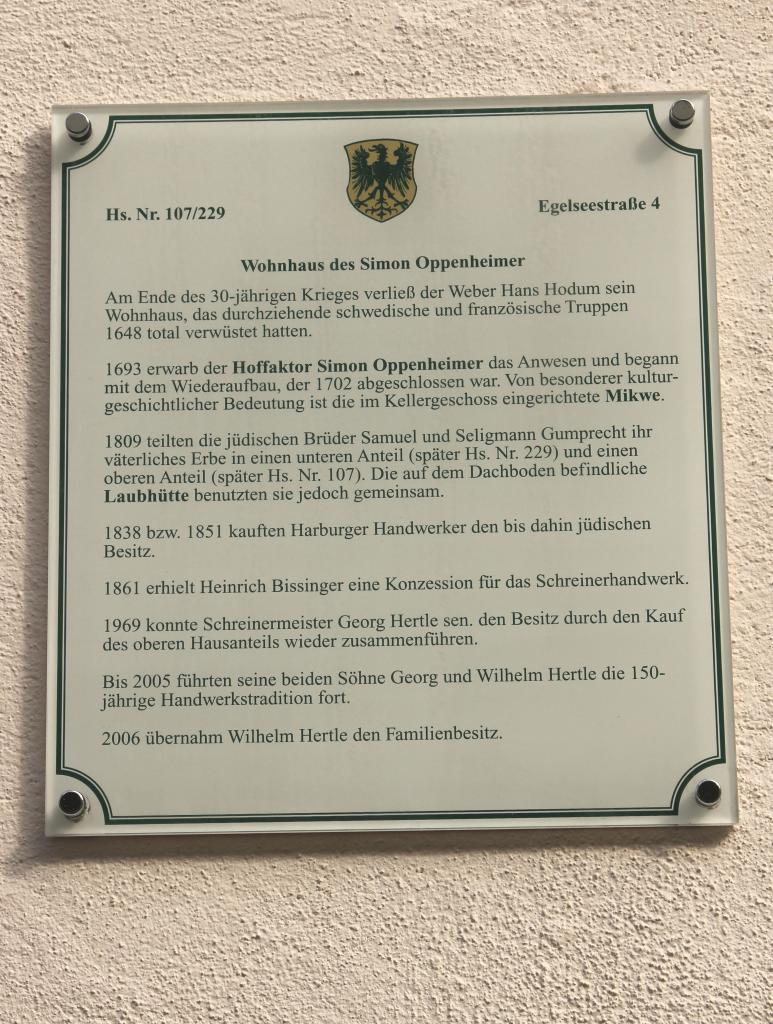 Hs. Nr. 107/229
Egelseestraße 4
Wohnhaus des Simon Oppenheimer
Am Ende des 30-jährigen Krieges verließ der Weber Hans Hodum sein
Wohnhaus, das durchziehende schwedische und französische Truppen
1648 total verwüstet hatten.
1693 erwarb der Hoffaktor Simon Oppenheimer das Anwesen und begann
mit dem Wiederaufbau, der 1702 abgeschlossen war. Von besonderer kultur-
geschichtlicher Bedeutung ist die im Kellergeschoss eingerichtete Mikwe.
1809 teilten die jüdischen Brüder Samuel und Seligmann Gumprecht ihr
väterliches Erbe in einen unteren Anteil (später Hs. Nr. 229) und einen
oberen Anteil (später Hs. Nr. 107). Die auf dem Dachboden befindliche
Laubhütte benutzten sie jedoch gemeinsam.
1838 bzw. 1851 kauften Harburger Handwerker den bis dahin jüdischen
Besitz.
1861 erhielt Heinrich Bissinger eine Konzession für das Schreinerhandwerk.
1969 konnte Schreinermeister Georg Hertle sen. den Besitz durch den Kauf
des oberen Hausanteils wieder zusammenführen.
Bis 2005 führten seine beiden Söhne Georg und Wilhelm Hertle die 150-
jährige Handwerkstradition fort.
2006 übernahm Wilhelm Hertle den Familienbesitz.